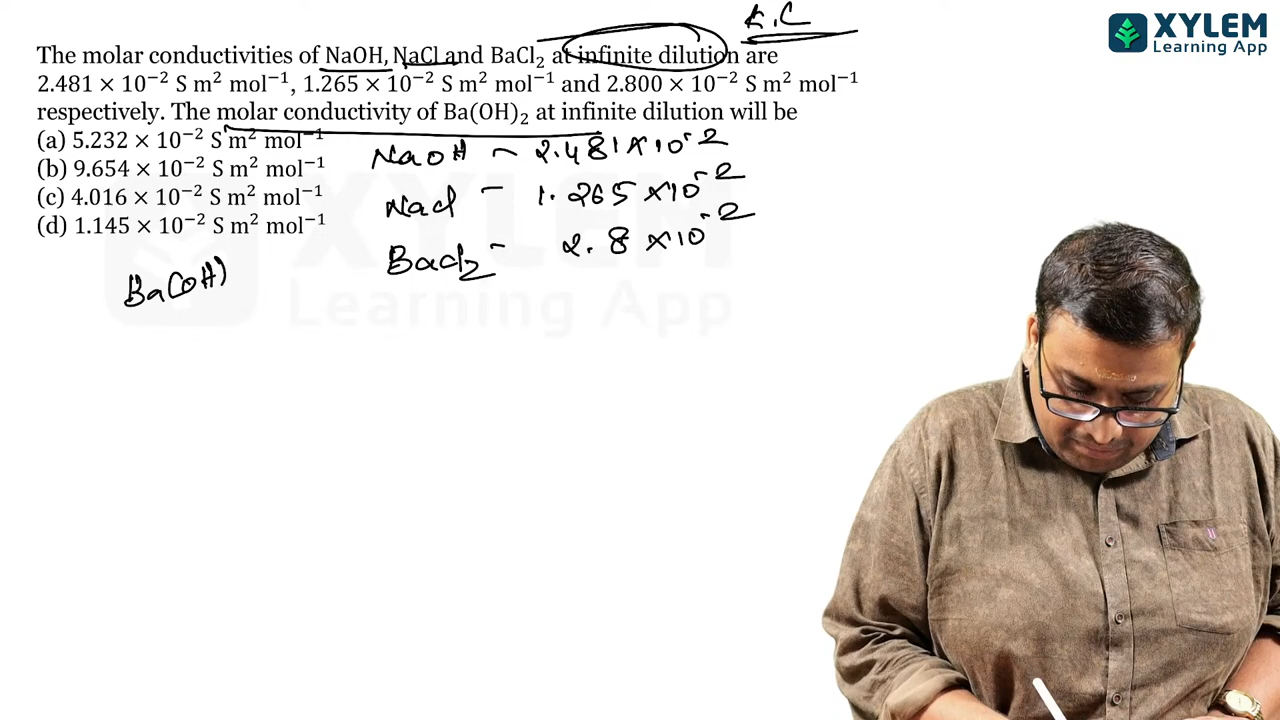 K.C
XYLEM
Learning App
The molar conductivities of NaOH, NaCl and BaCl₂ at infinite dilution are
2.481 × 10⁻² S m² mol⁻¹, 1.265 × 10⁻² S m² mol⁻¹ and 2.800 × 10⁻² S m² mol⁻¹
respectively. The molar conductivity of Ba(OH)₂ at infinite dilution will be
(a) 5.232 × 10⁻² S m² mol⁻¹
(b) 9.654 × 10⁻² S m² mol⁻¹
(c) 4.016 × 10⁻² S m² mol⁻¹
(d) 1.145 × 10⁻² S m² mol⁻¹
NaOH – 2.481×10⁻²
Nacl – 1.265×10⁻²
Bacl₂ – 2.8×10⁻²
Ba(OH)
XYLEM
Learning App